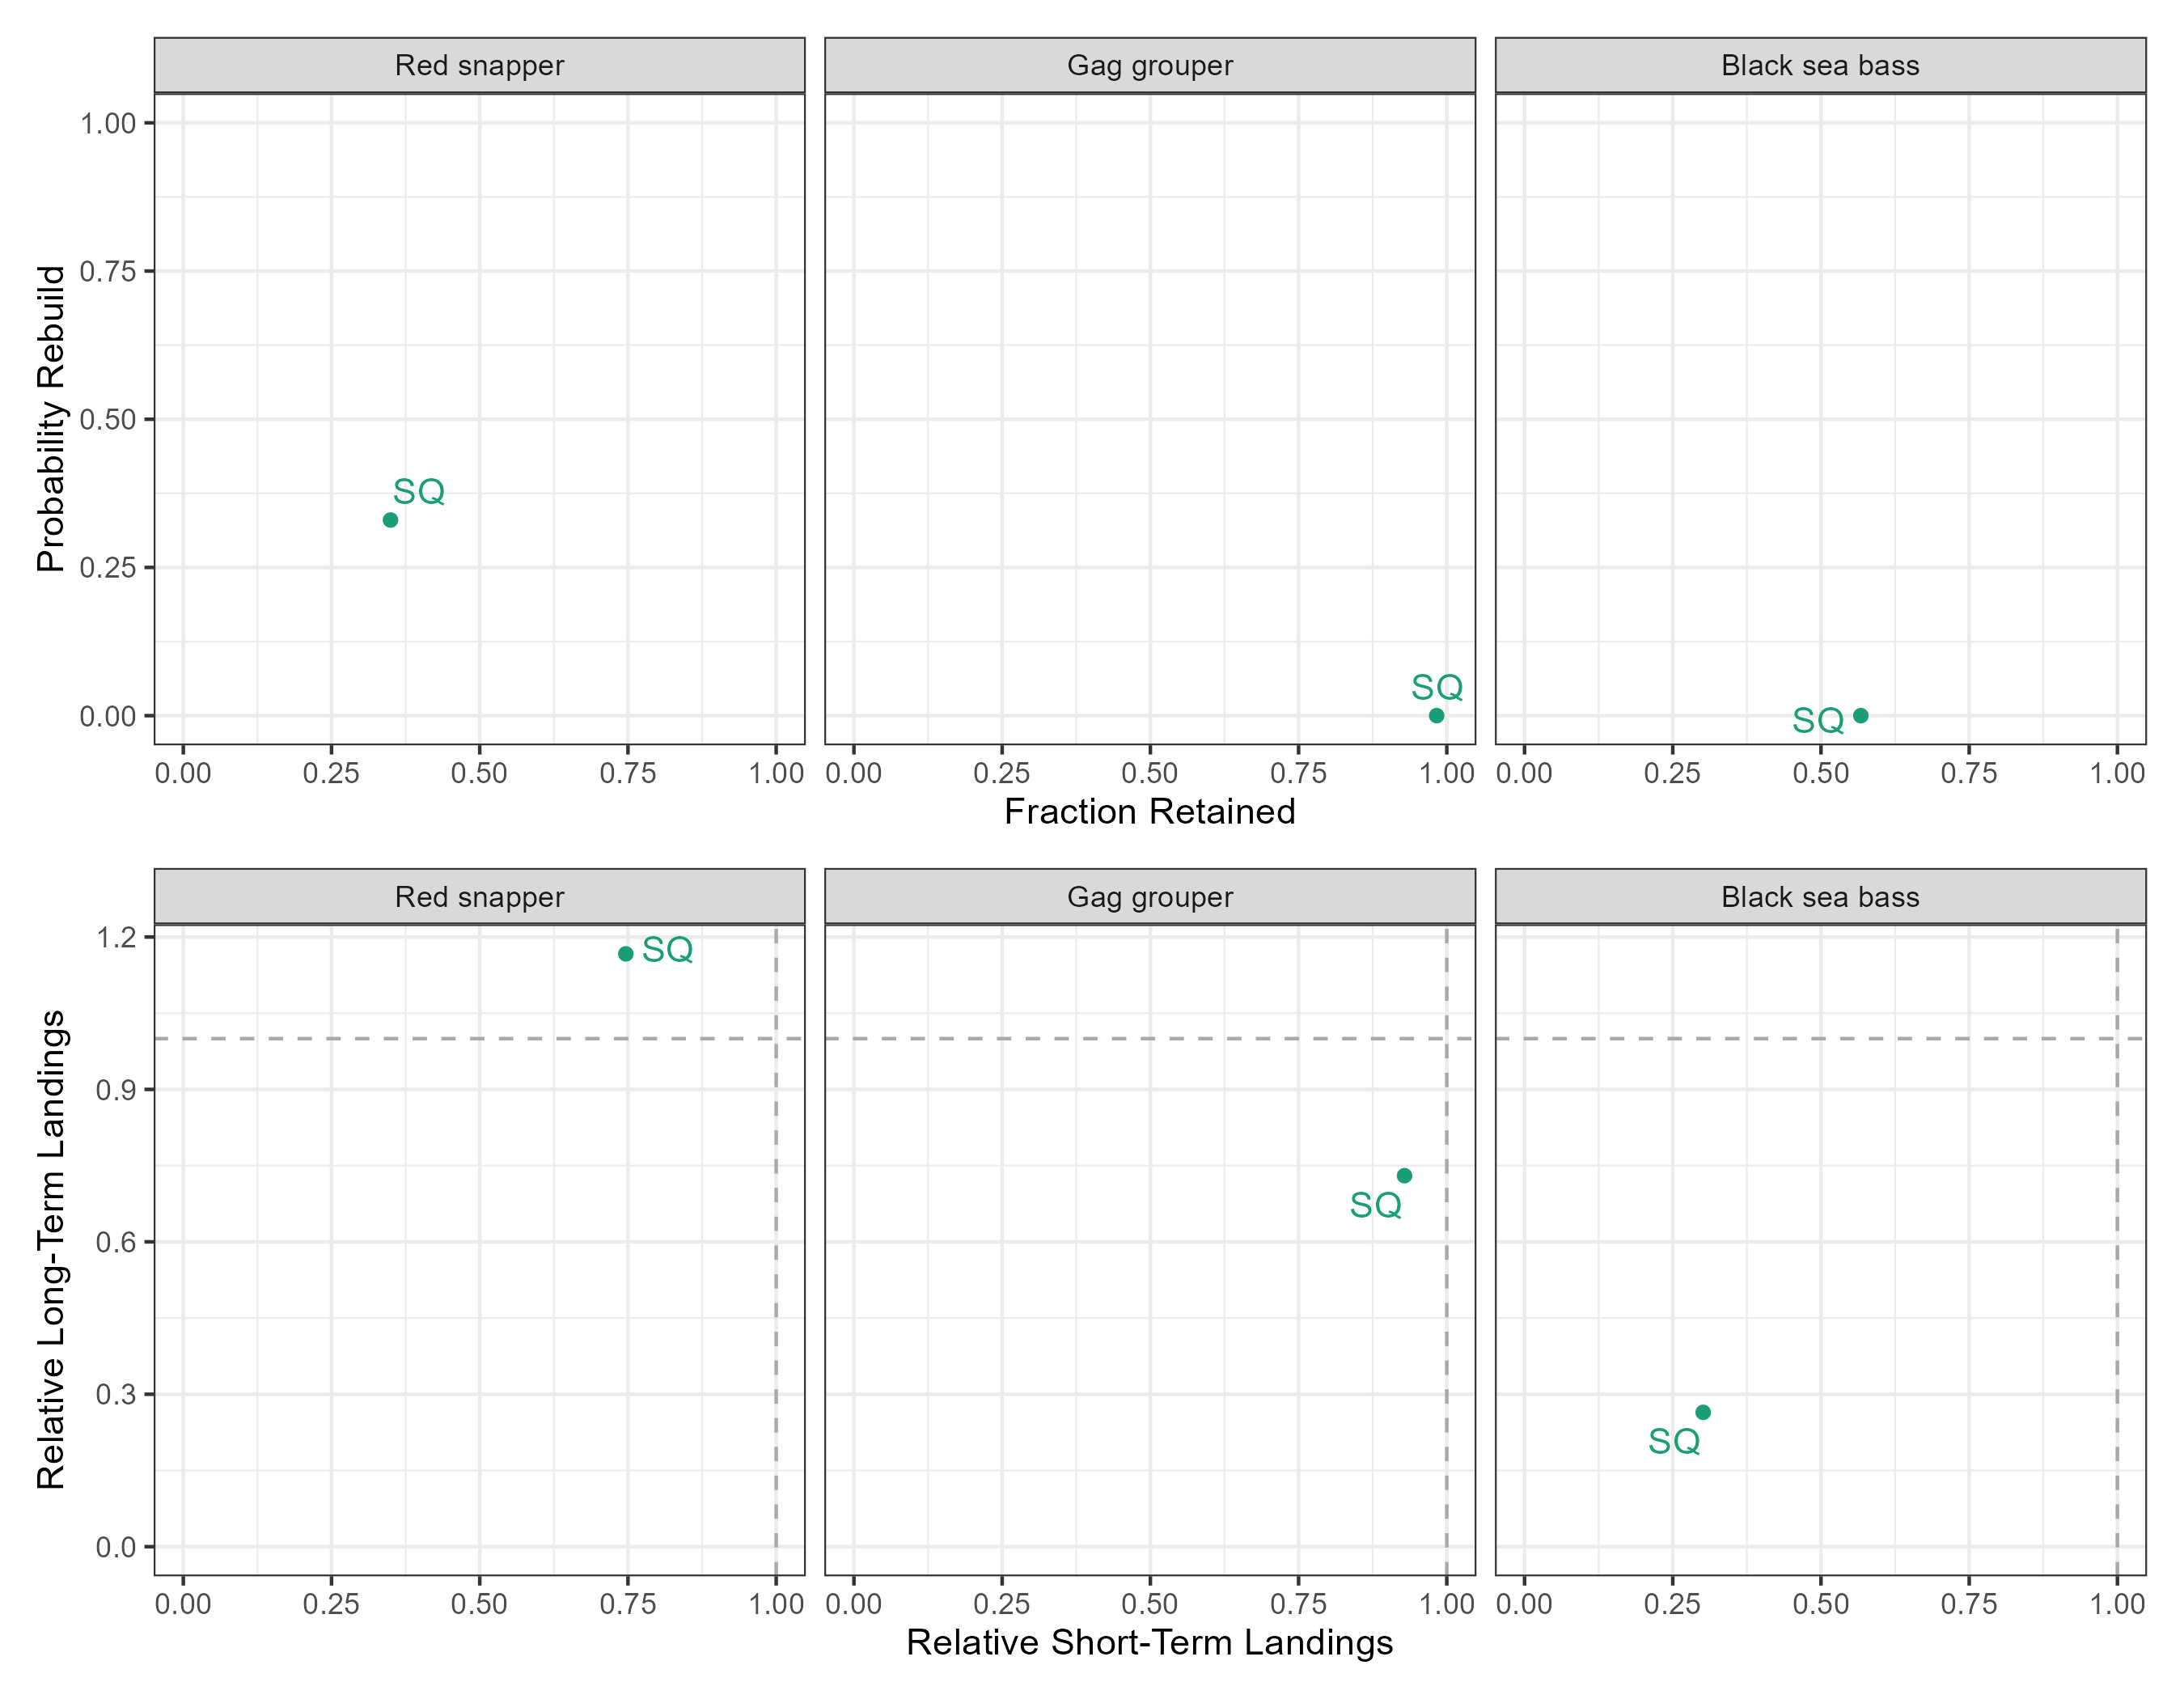 Red snapper
Gag grouper
Black sea bass
Probability Rebuild
1.00
0.75
0.50
0.25
0.00
SQ
SQ
SQ
0.00 0.25 0.50 0.75 1.00
0.00 0.25 0.50 0.75 1.00
0.00 0.25 0.50 0.75 1.00
Fraction Retained
Red snapper
Gag grouper
Black sea bass
Relative Long-Term Landings
1.2
0.9
0.6
0.3
0.0
SQ
SQ
SQ
0.00 0.25 0.50 0.75 1.00
0.00 0.25 0.50 0.75 1.00
0.00 0.25 0.50 0.75 1.00
Relative Short-Term Landings